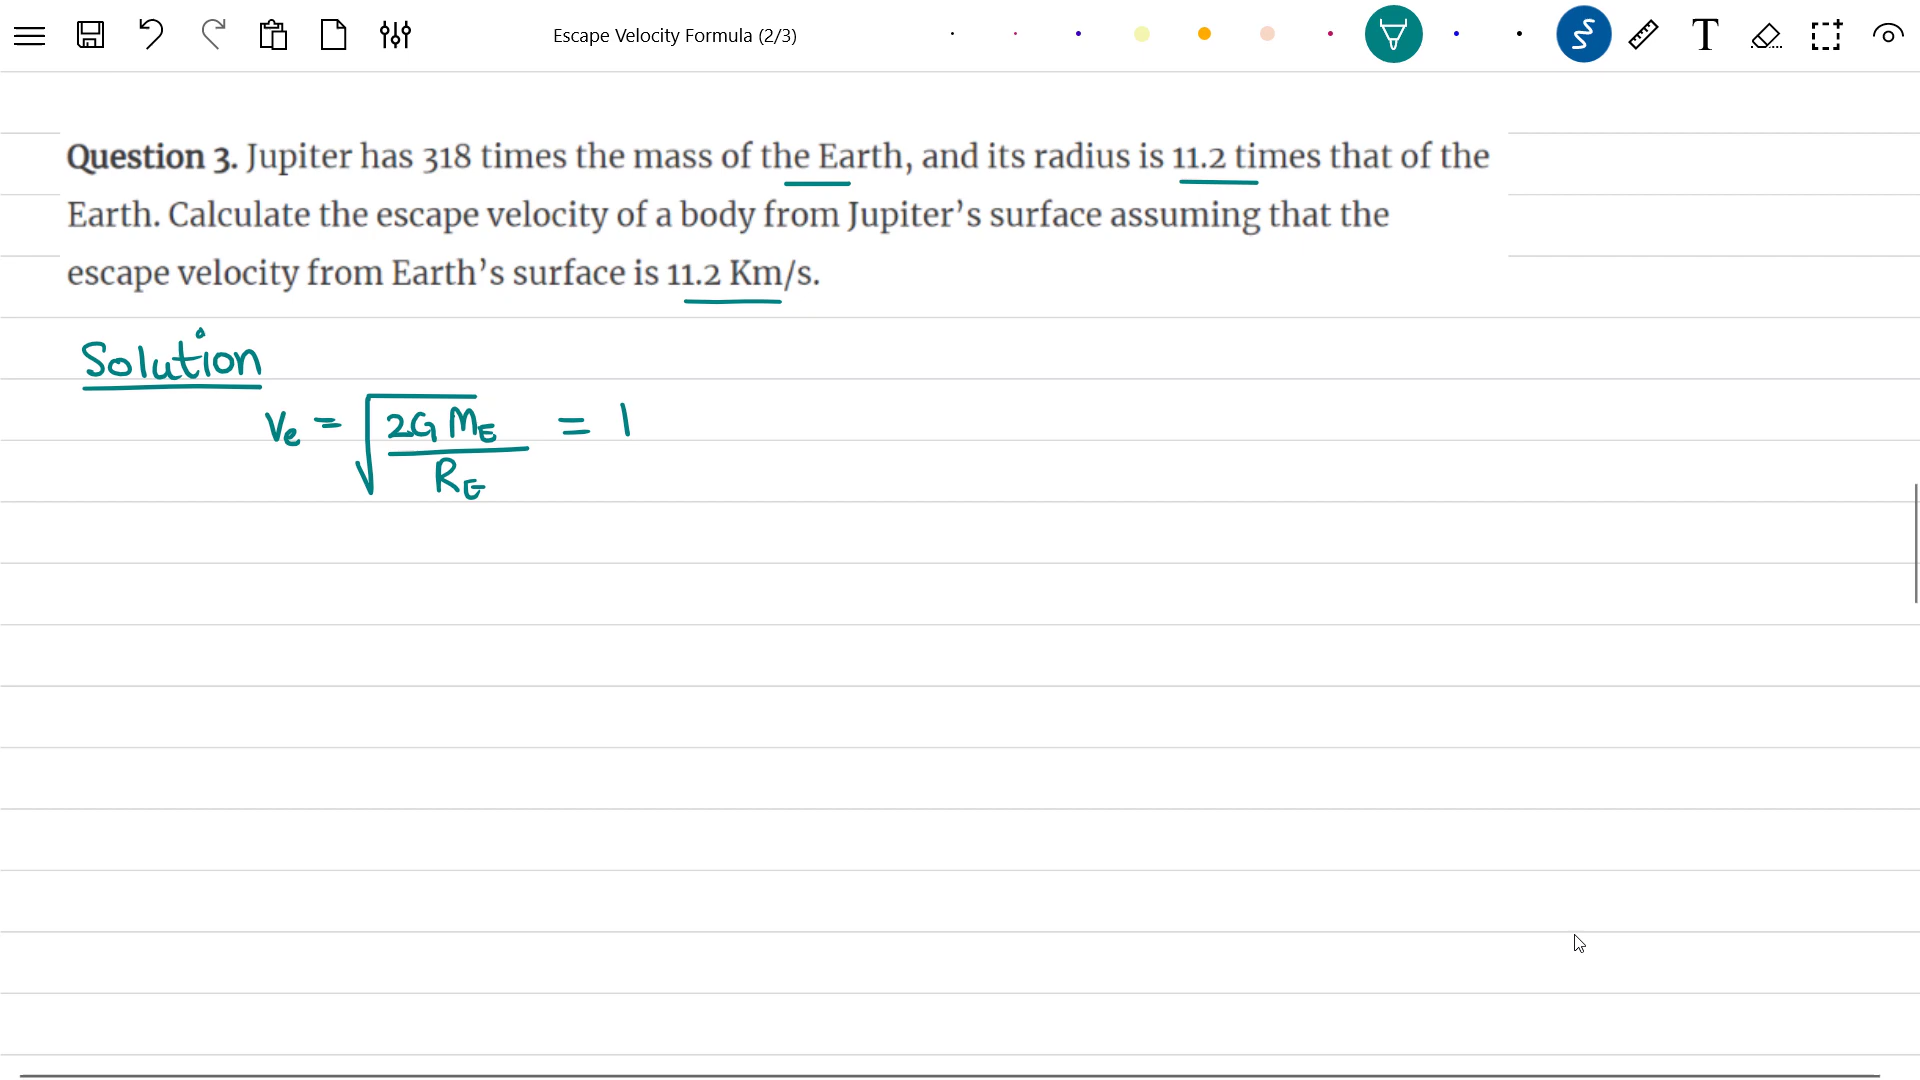 Escape Velocity Formula (2/3)
T
Question 3. Jupiter has 318 times the mass of the Earth, and its radius is 11.2 times that of the
Earth. Calculate the escape velocity of a body from Jupiter’s surface assuming that the
escape velocity from Earth’s surface is 11.2 Km/s.
Solution
Ve = √(2G ME / RE) = 1